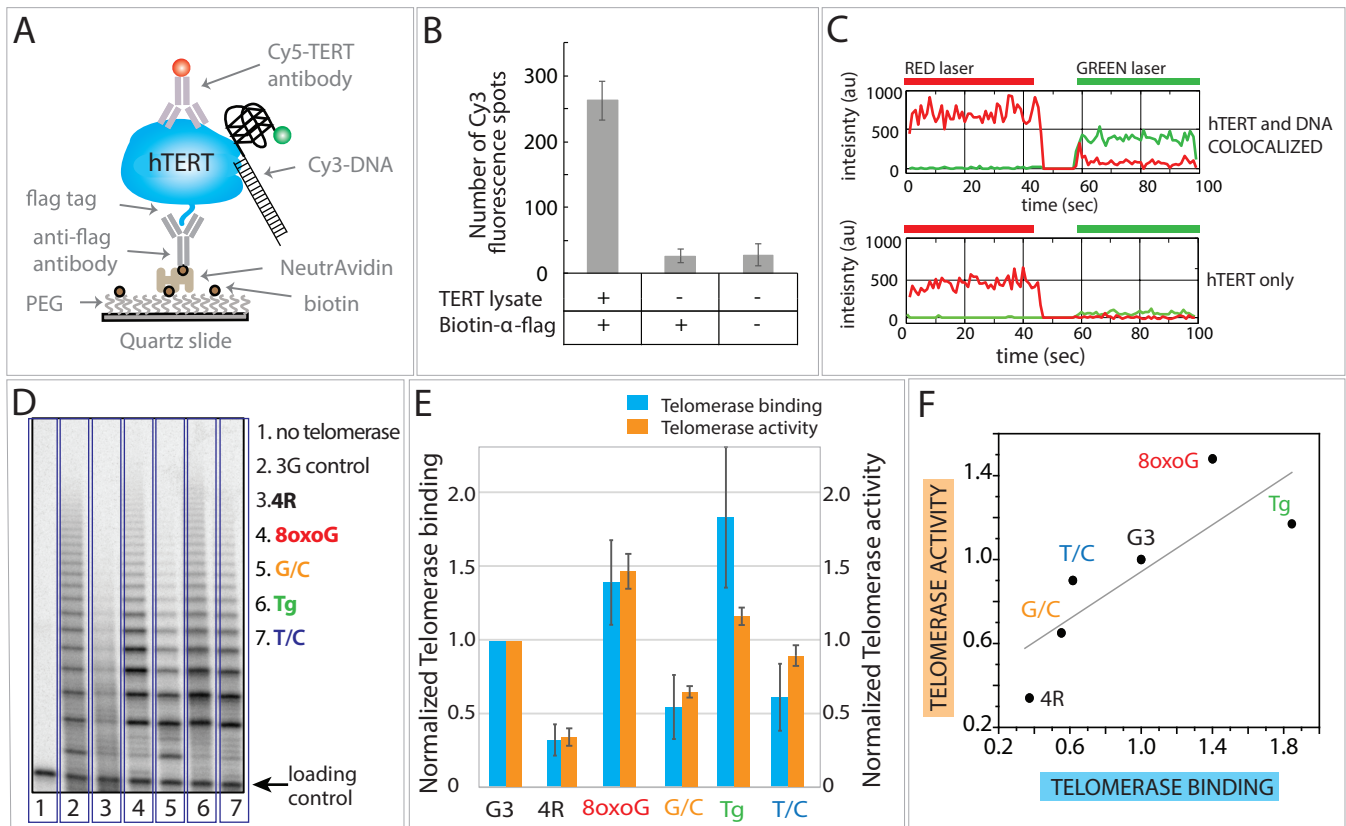 A
Cy5-TERT
antibody
hTERT
Cy3-DNA
flag tag
anti-flag
antibody
NeutrAvidin
PEG
biotin
Quartz slide
B
Number of Cy3
fluorescence spots
300
200
100
0
TERT lysate + - -
Biotin-α-flag + + -
C
RED laser GREEN laser
inteisnty (au)
1000
500
0
0 20 40 60 80 100
time (sec)
hTERT and DNA
COLOCALIZED
inteisnty (au)
1000
500
0
0 20 40 60 80 100
time (sec)
hTERT only
D
1. no telomerase
2. 3G control
3. 4R
4. 8oxoG
5. G/C
6. Tg
7. T/C
loading
control
1 2 3 4 5 6 7
E
Telomerase binding
Telomerase activity
Normalized Telomerase binding
2.0
1.5
1.0
0.5
0
Normalized Telomerase activity
2.0
1.5
1.0
0.5
0
G3 4R 8oxoG G/C Tg T/C
F
TELOMERASE ACTIVITY
1.4
1.0
0.6
0.2
8oxoG
Tg
G3
T/C
G/C
4R
0.2 0.6 1.0 1.4 1.8
TELOMERASE BINDING